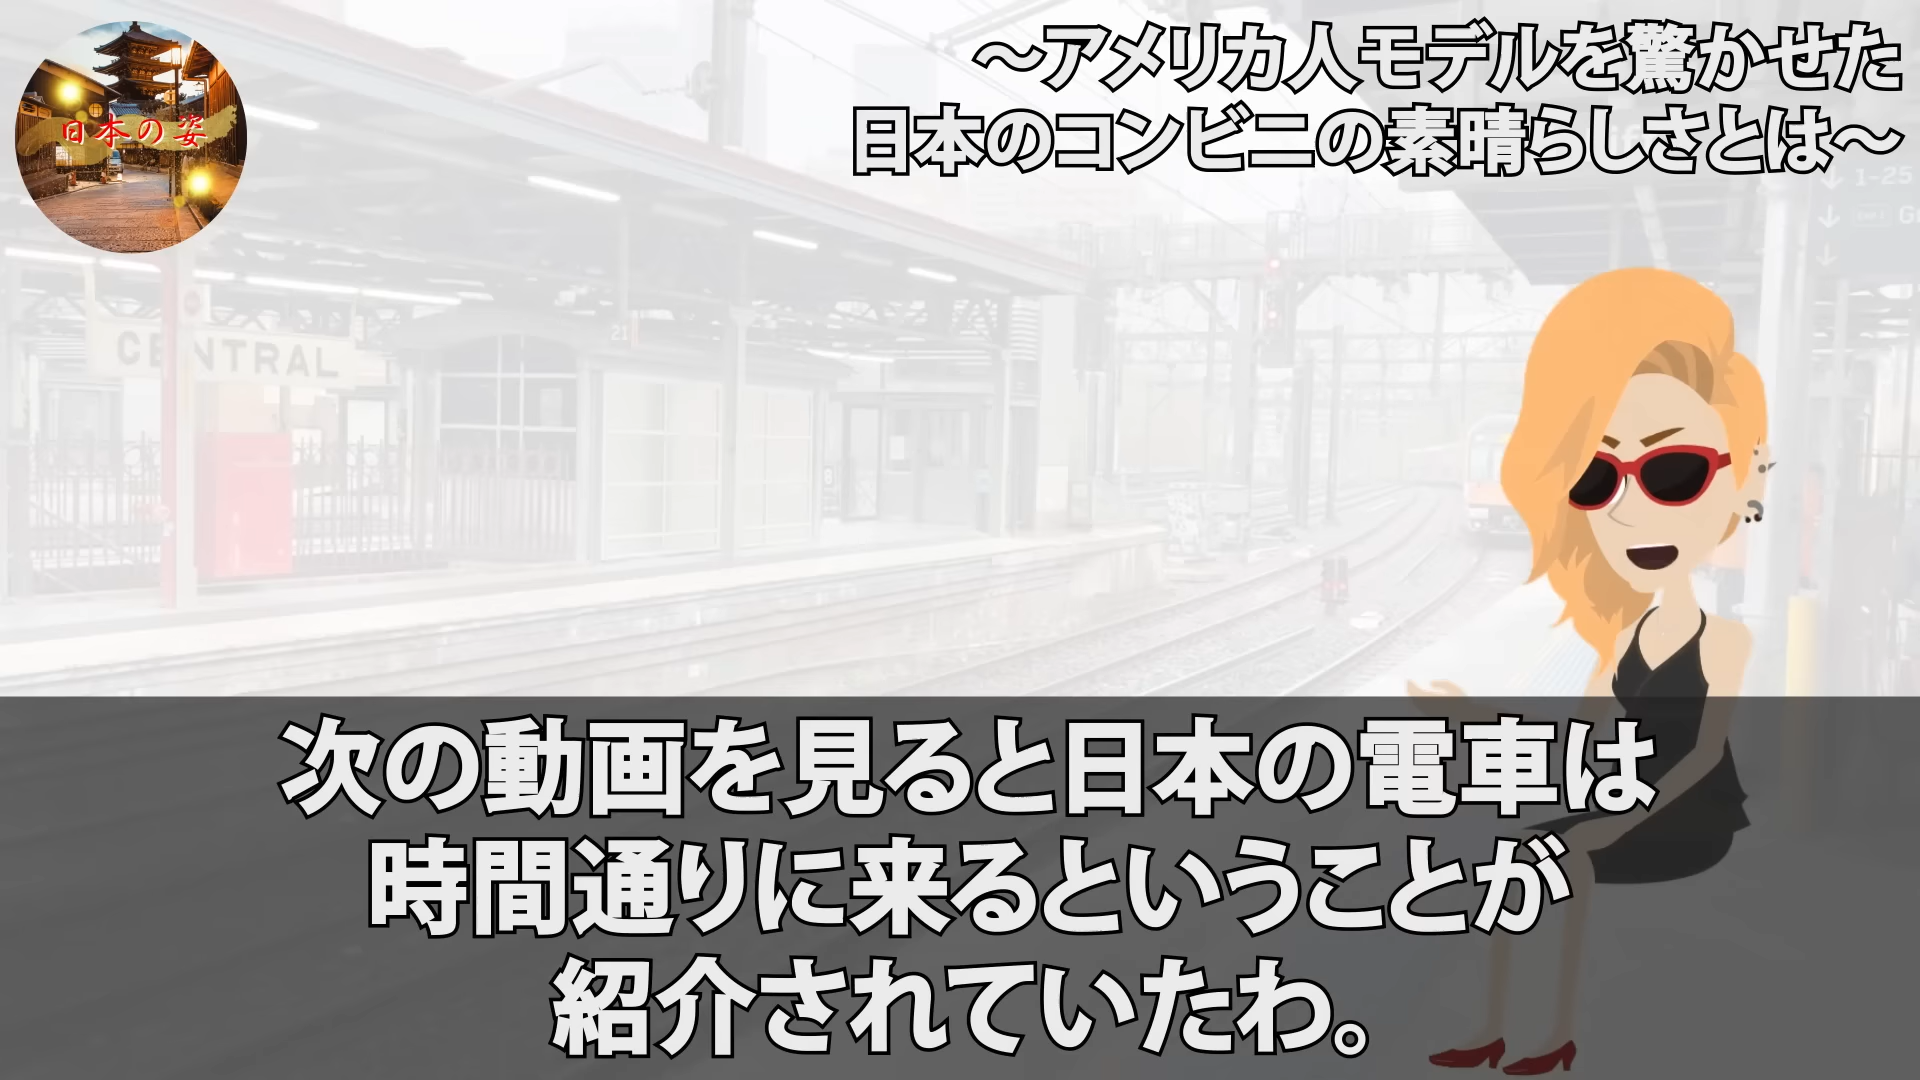 ～アメリカ人モデルを驚かせた
日本のコンビニの素晴らしさとは～
日本の姿
1-25
21
CENTRAL
次の動画を見ると日本の電車は
時間通りに来るということが
紹介されていたわ。